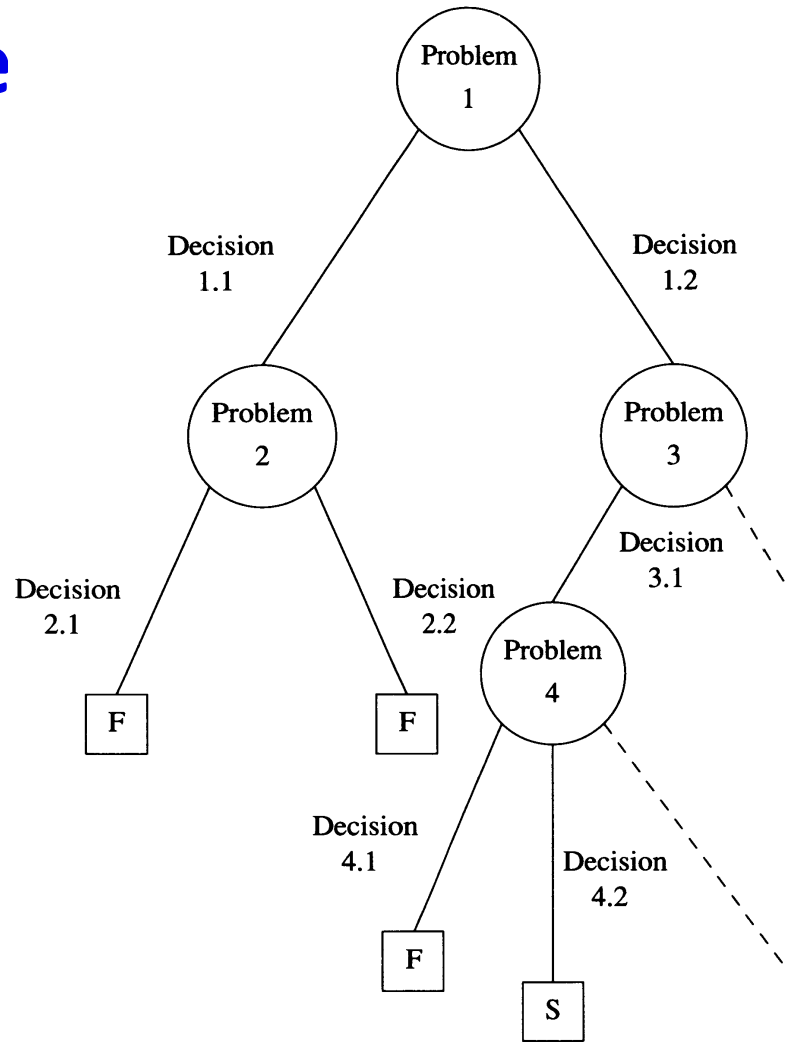 e
Problem
1
Decision
1.1
Decision
1.2
Problem
2
Problem
3
Decision
2.1
Decision
2.2
Decision
3.1
Problem
4
F
F
Decision
4.1
Decision
4.2
F
S